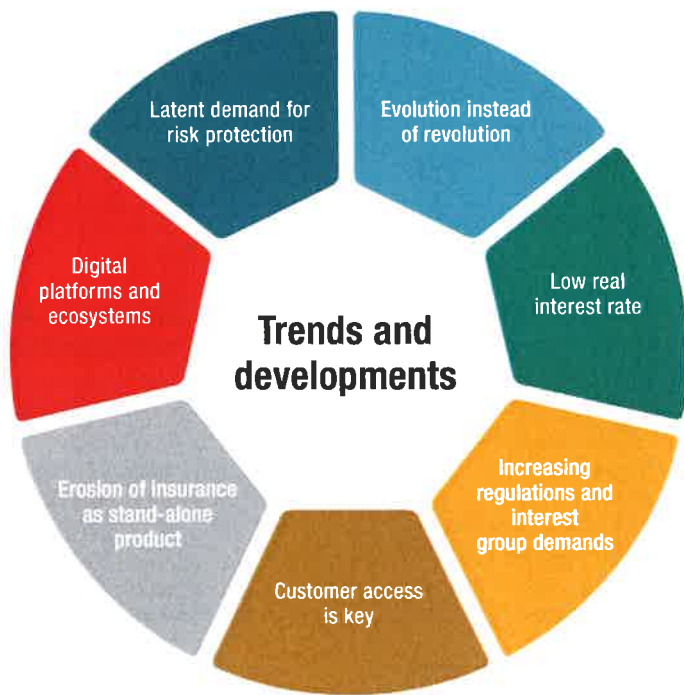 Trends and
developments
Evolution instead
of revolution
Low real
interest rate
Increasing
regulations and
interest
group demands
Customer access
is key
Erosion of insurance
as stand-alone
product
Digital
platforms and
ecosystems
Latent demand for
risk protection